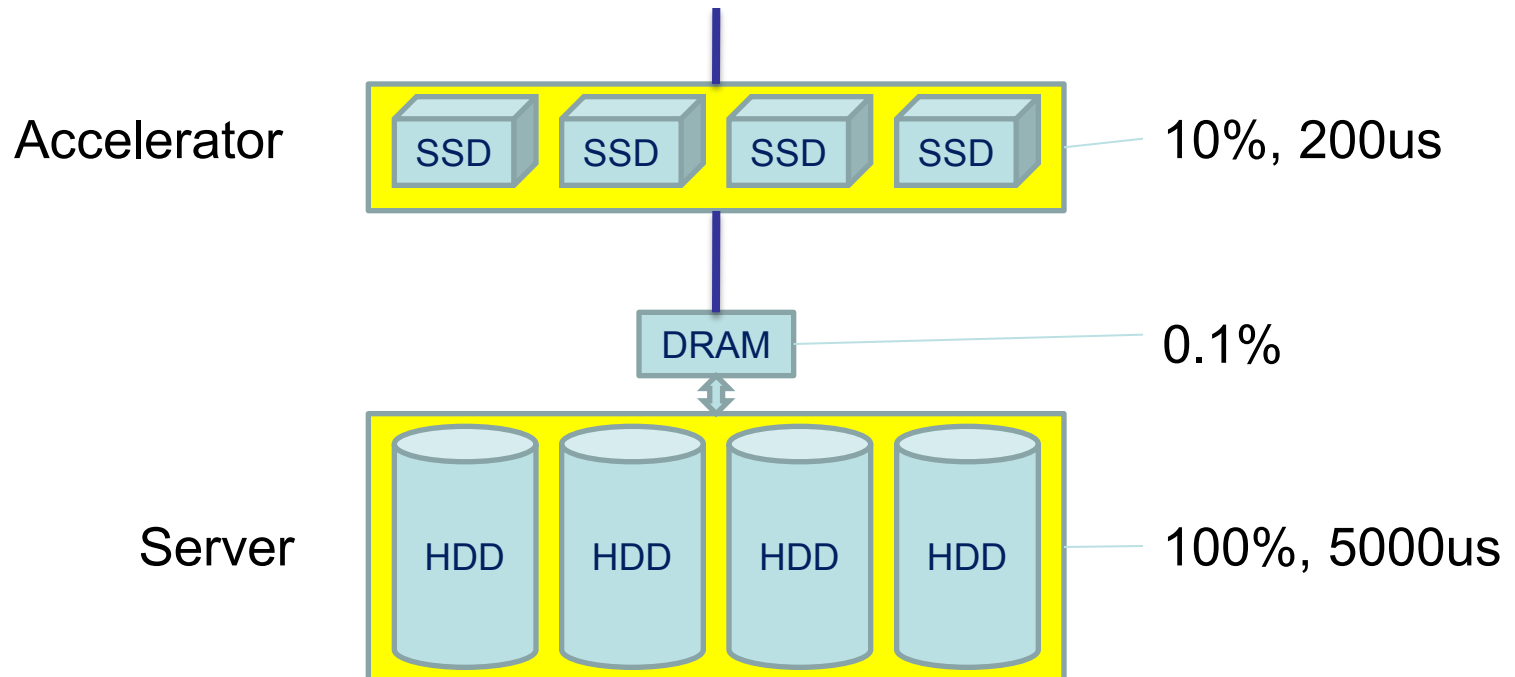 Accelerator
SSD SSD SSD SSD
10%, 200us
DRAM
0.1%
Server
HDD HDD HDD HDD
100%, 5000us